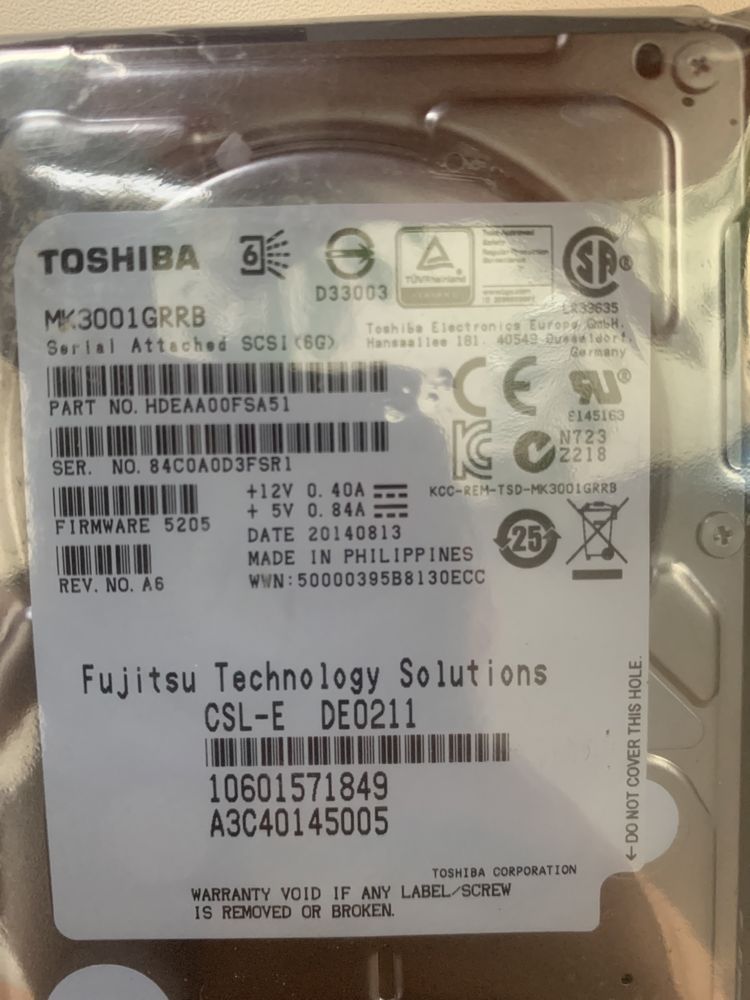 TOSHIBA
6
D33003
TÜVRheinland
LR33635
MK3001GRRB
Serial Attached SCSI(6G)
Toshiba Electronics Europe GmbH.
Hansaallee 181, 40549 Duesseldorf,
Germany
PART NO. HDEAA00FSA51
E145163
SER. NO. 84C0A0D3FSR1
N723
Z218
KCC-REM-TSD-MK3001GRRB
FIRMWARE 5205
+12V 0.40A
+ 5V 0.84A
DATE 20140813
25
REV. NO. A6
MADE IN PHILIPPINES
WWN:50000395B8130ECC
Fujitsu Technology Solutions
CSL-E DE0211
10601571849
A3C40145005
←DO NOT COVER THIS HOLE.
TOSHIBA CORPORATION
WARRANTY VOID IF ANY LABEL/SCREW
IS REMOVED OR BROKEN.